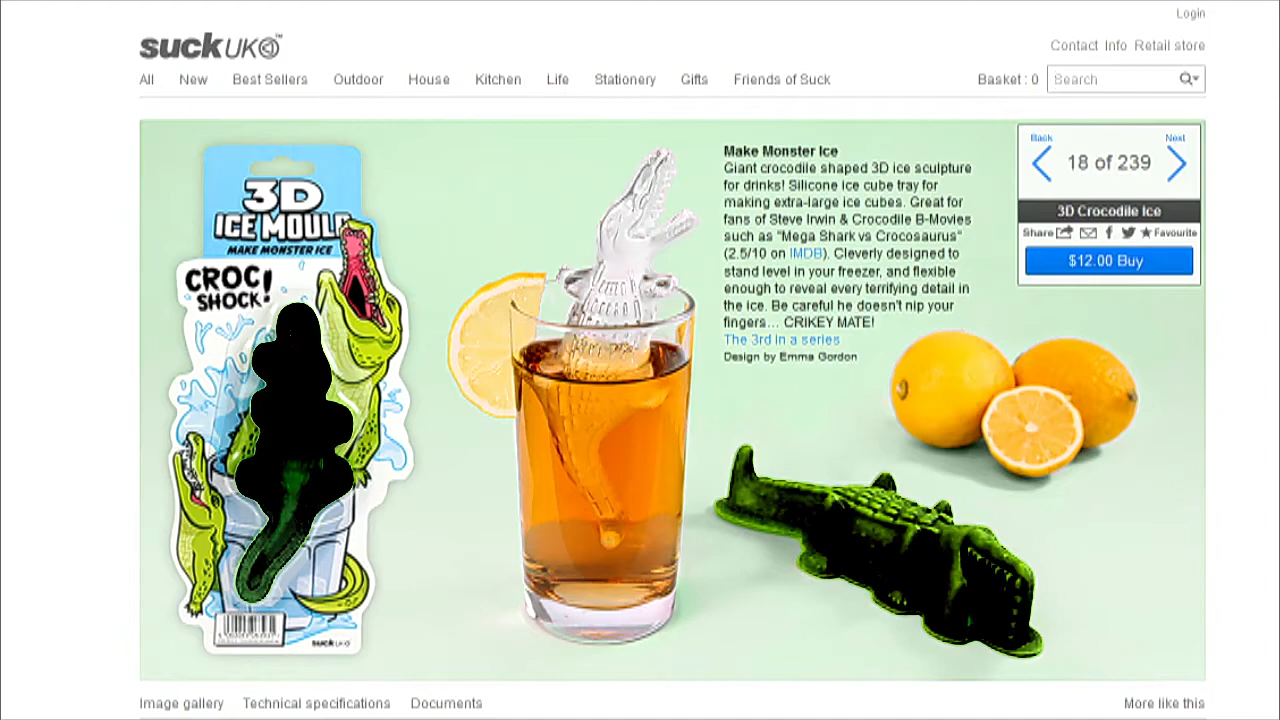 Login
suck UK
Contact Info Retail store
All New Best Sellers Outdoor House Kitchen Life Stationery Gifts Friends of Suck Basket : 0 Search
Back Next
18 of 239
3D Crocodile Ice
Share Favourite
$12.00 Buy
3D
ICE MOULD
MAKE MONSTER ICE
CROC
SHOCK!
suck UK
Make Monster Ice
Giant crocodile shaped 3D ice sculpture
for drinks! Silicone ice cube tray for
making extra-large ice cubes. Great for
fans of Steve Irwin & Crocodile B-Movies
such as "Mega Shark vs Crocosaurus"
(2.5/10 on IMDB). Cleverly designed to
stand level in your freezer, and flexible
enough to reveal every terrifying detail in
the ice. Be careful he doesn't nip your
fingers... CRIKEY MATE!
The 3rd in a series
Design by Emma Gordon
Image gallery Technical specifications Documents More like this